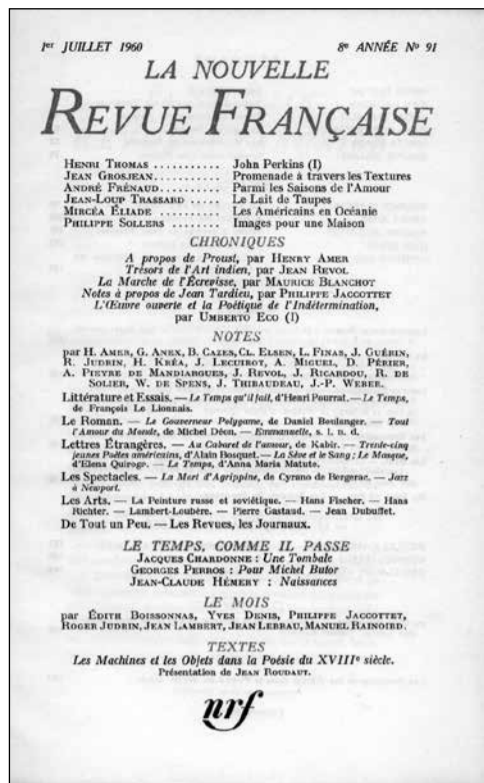 1er JUILLET 1960 8e ANNÉE No 91
LA NOUVELLE
REVUE FRANÇAISE
HENRI THOMAS ........... John Perkins (I)
JEAN GROSJEAN .......... Promenade à travers les Textures
ANDRÉ FRÉNAUD.......... Parmi les Saisons de l'Amour
JEAN-LOUP TRASSARD ..... Le Lait de Taupes
MIRCÉA ÉLIADE .......... Les Américains en Océanie
PHILIPPE SOLLERS ....... Images pour une Maison
CHRONIQUES
A propos de Proust, par HENRY AMER
Trésors de l'Art indien, par JEAN REVOL
La Marche de l'Écrevisse, par MAURICE BLANCHOT
Notes à propos de Jean Tardieu, par PHILIPPE JACCOTTET
L'Œuvre ouverte et la Poétique de l'Indétermination,
par UMBERTO ECO (I)
NOTES
par H. AMER, G. ANEX, B. CAZES, CL. ELSEN, L. FINAS, J. GUÉRIN,
R. JUDRIN, H. KRÉA, J. LECHROT, A. MIGUEL, D. PÉRIER,
A. PIEYRE DE MANDIARGUES, J. REVOL, J. RICARDOU, R. DE
SOLIER, W. DE SPENS, J. THIBAUDEAU, J.-P. WEBER.
Littérature et Essais. — Le Temps qu'il fait, d'Henri Pourrat. — Le Temps,
de François Le Lionnais.
Le Roman. — Le Gouverneur Polygame, de Daniel Boulanger. — Tout
l'Amour du Monde, de Michel Déon. — Emmanuelle, s. l. n. d.
Lettres Étrangères. — Au Cabaret de l'amour, de Kabir. — Trente-cinq
jeunes Poètes américains, d'Alain Bosquet. — La Sève et le Sang ; Le Masque,
d'Elena Quiroga. — Le Temps, d'Anna Maria Matute.
Les Spectacles. — La Mort d'Agrippine, de Cyrano de Bergerac. — Jazz
à Newport.
Les Arts. — La Peinture russe et soviétique. — Hans Fischer. — Hans
Richter. — Lambert-Loubère. — Pierre Gastaud. — Jean Dubuffet.
De Tout un Peu. — Les Revues, les Journaux.
LE TEMPS, COMME IL PASSE
JACQUES CHARDONNE : Une Tombale
GEORGES PERROS : Pour Michel Butor
JEAN-CLAUDE HÉMERY : Naissances
LE MOIS
par ÉDITH BOISSONNAS, YVES DENIS, PHILIPPE JACCOTTET,
ROGER JUDRIN, JEAN LAMBERT, JEAN LEBRAU, MANUEL RAINOIRD.
TEXTES
Les Machines et les Objets dans la Poésie du XVIIIe siècle.
Présentation de JEAN ROUDAUT.
nrf